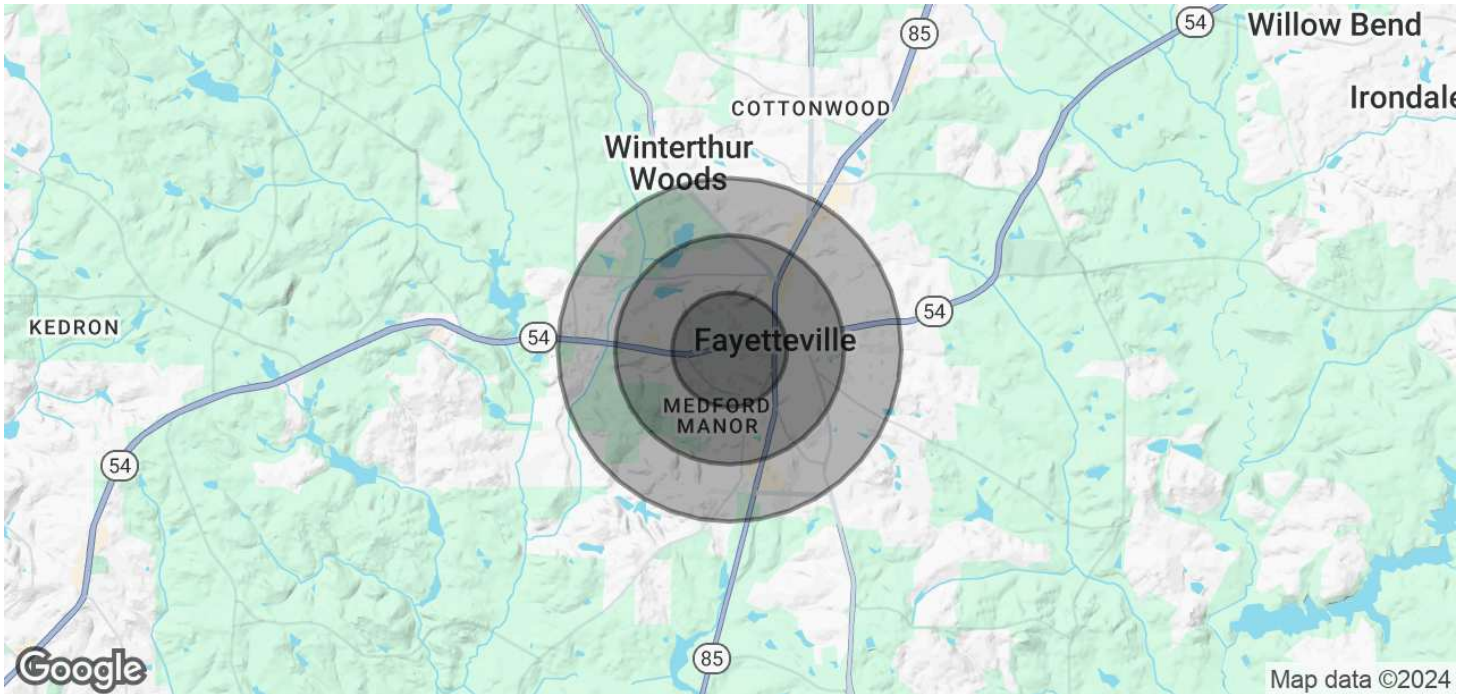 54
Willow Bend
85
Irondale
COTTONWOOD
Winterthur
Woods
54
KEDRON
54
Fayetteville
MEDFORD
MANOR
54
85
Google
Map data ©2024